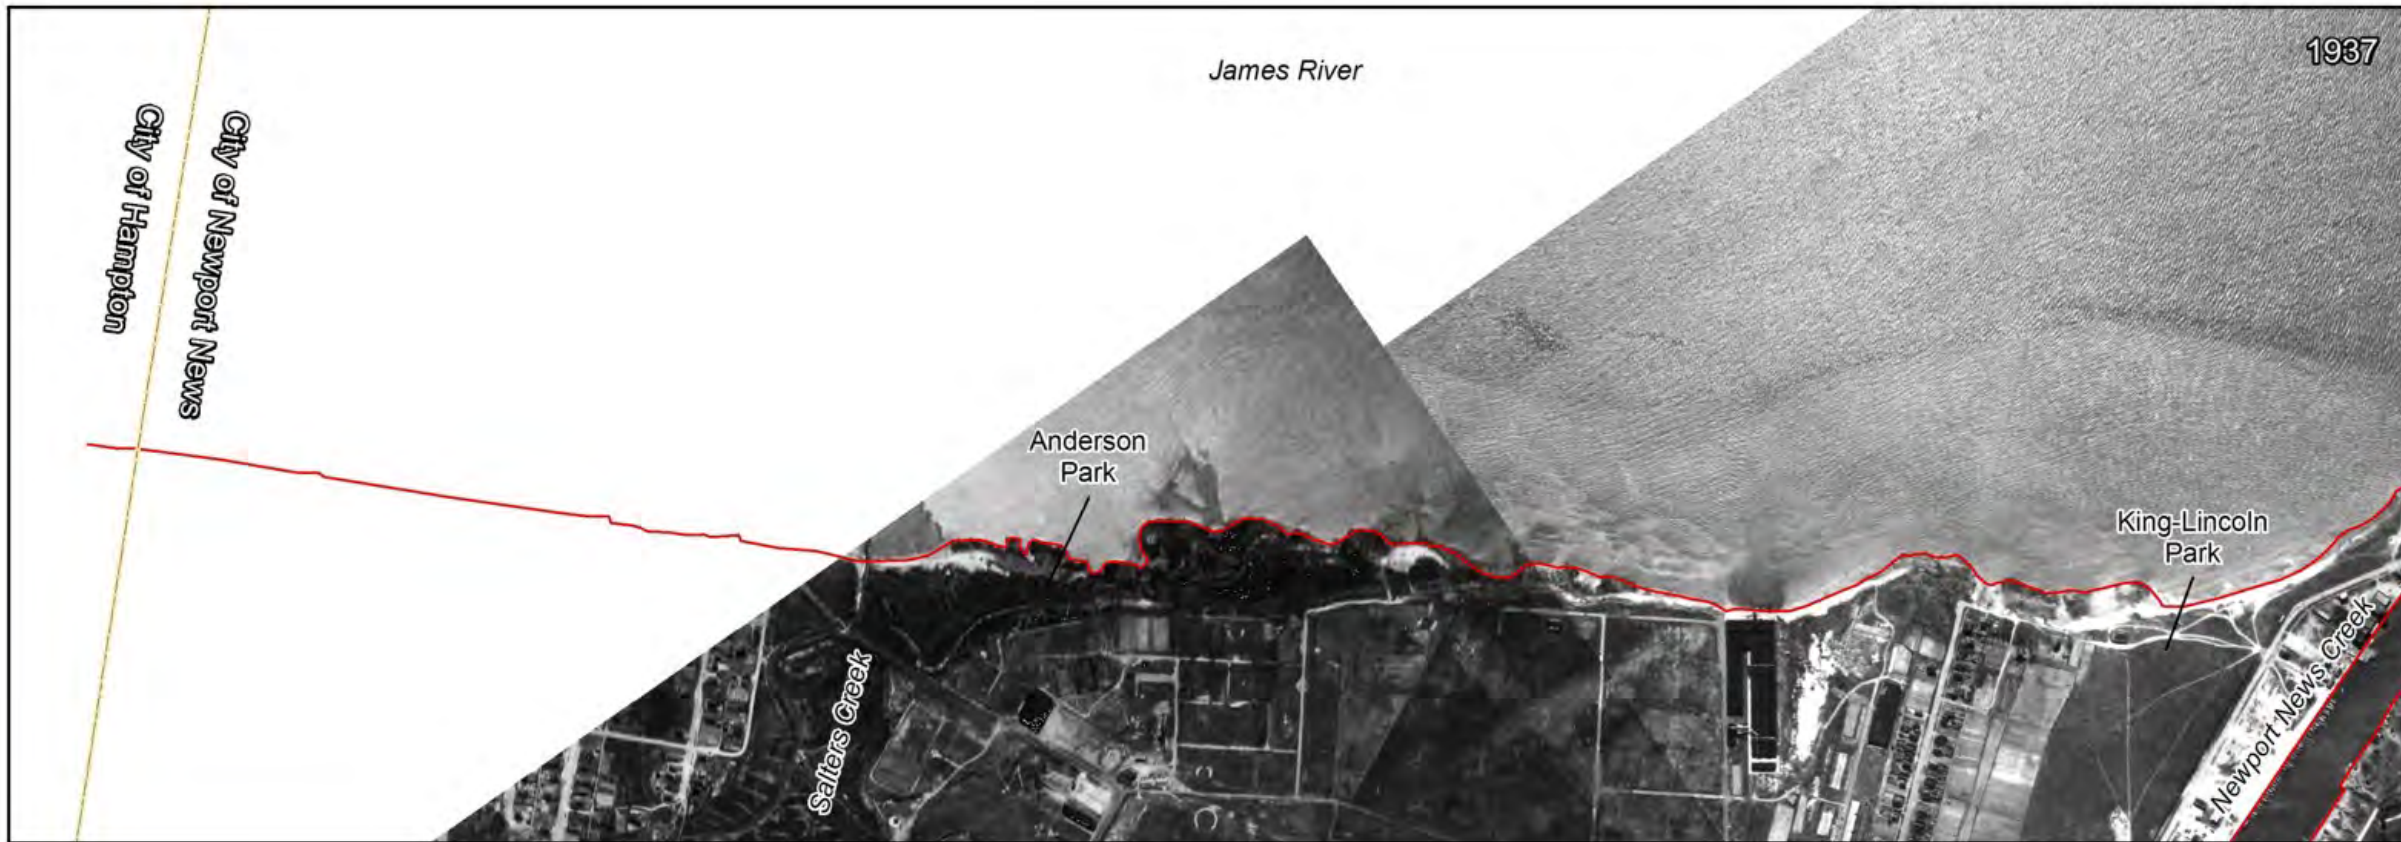 James River
1937
City of Hampton
City of Newport News
Anderson
Park
King-Lincoln
Park
Salters Creek
Newport News Creek